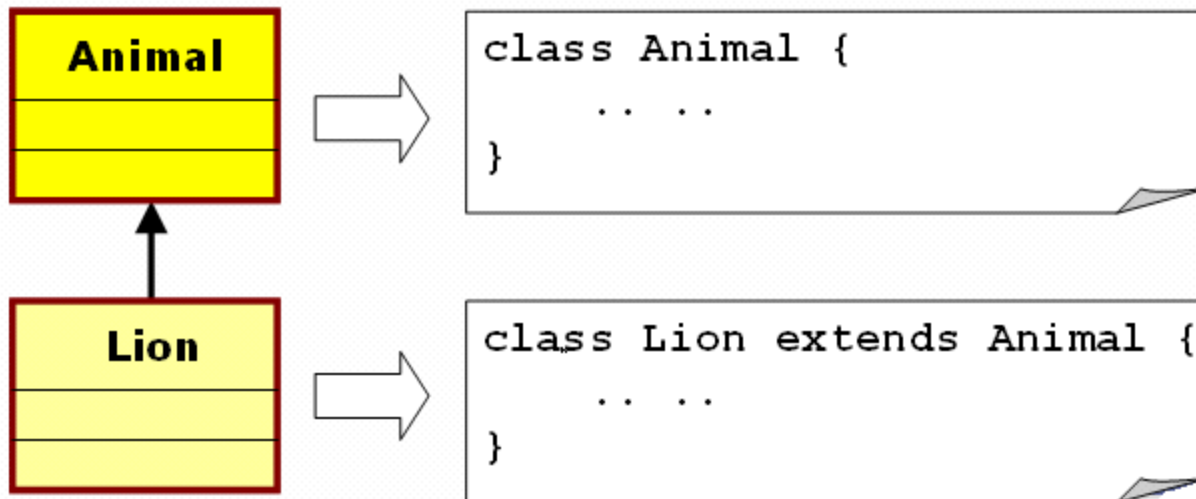 Animal
class Animal {
.. ..
}
Lion
class Lion extends Animal {
.. ..
}